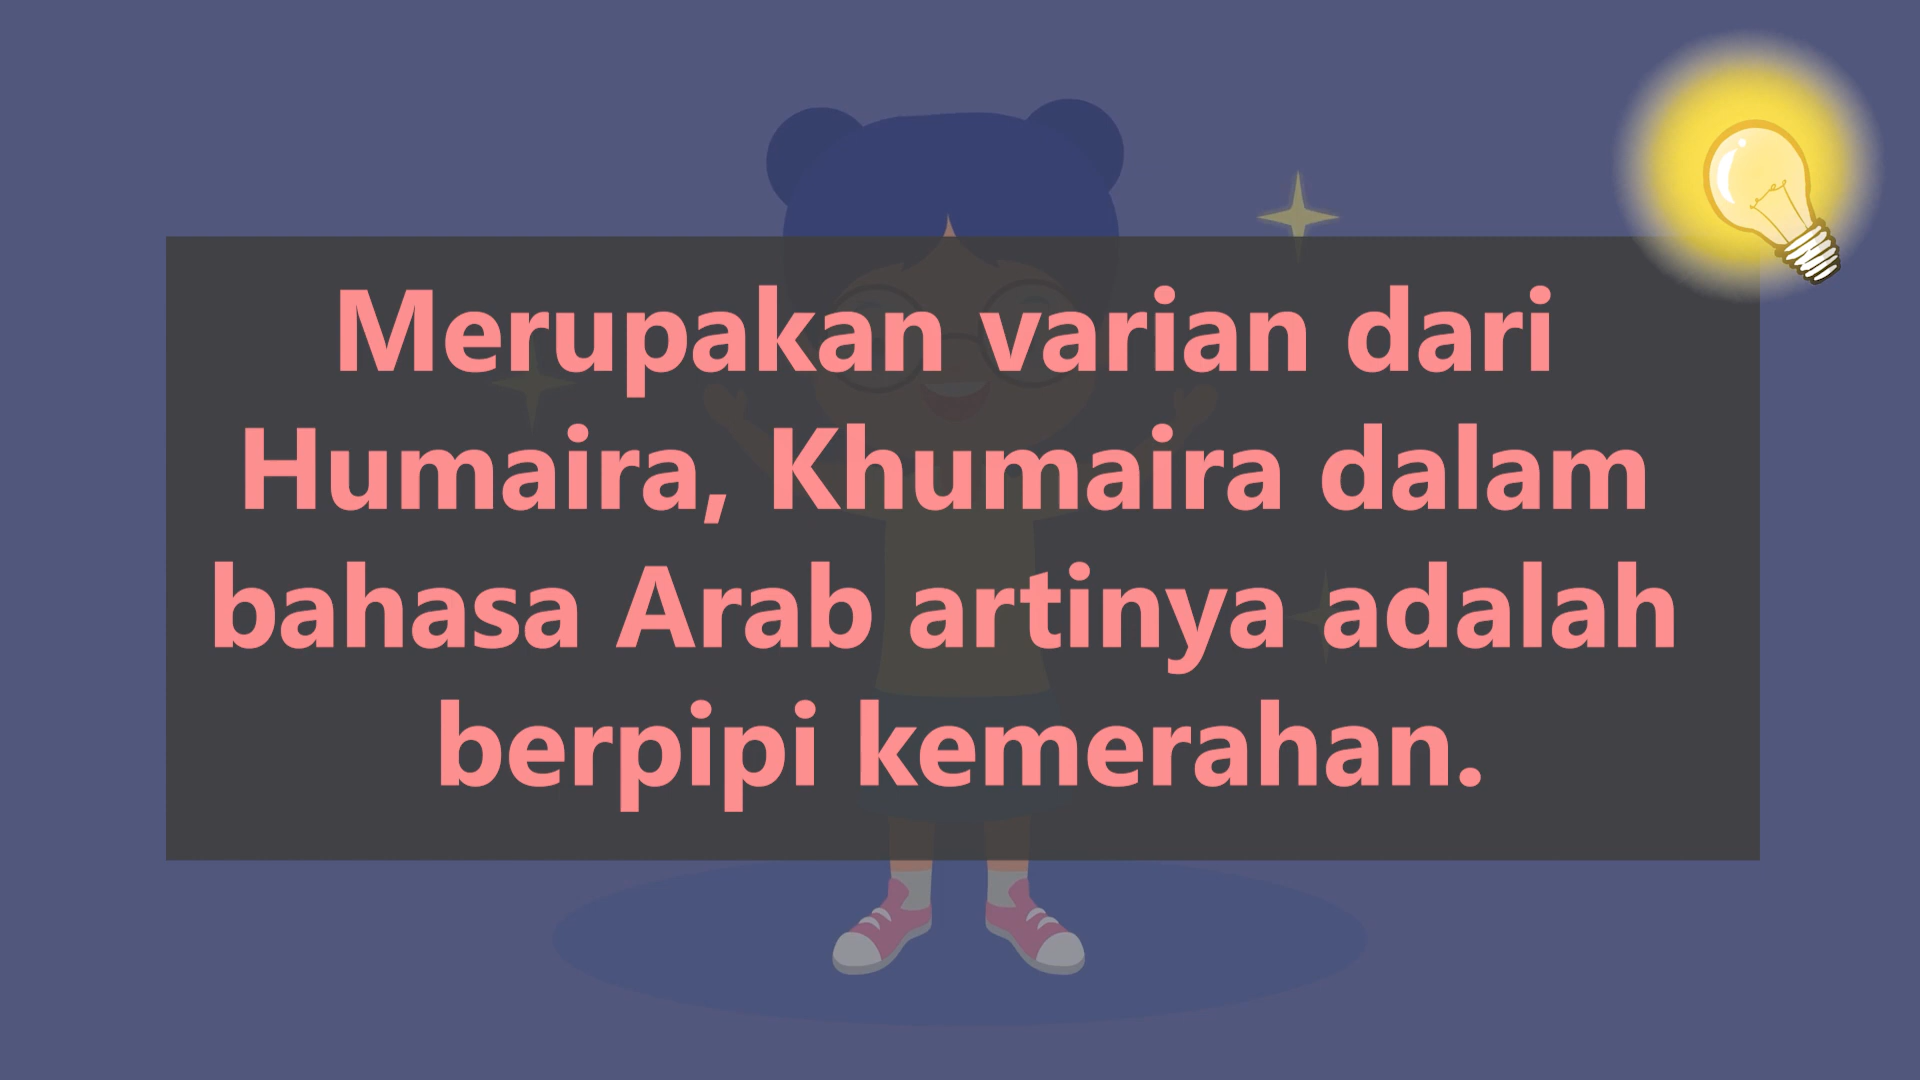 Merupakan varian dari
Humaira, Khumaira dalam
bahasa Arab artinya adalah
berpipi kemerahan.